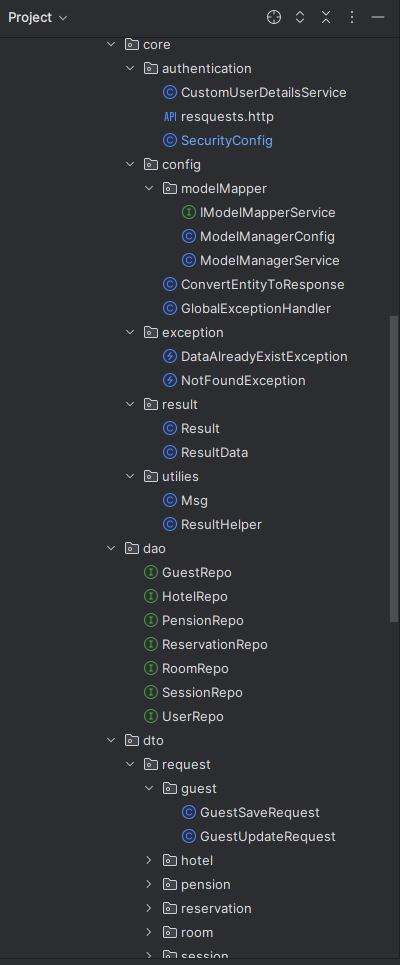 Project
core
authentication
CustomUserDetailsService
API resquests.http
SecurityConfig
config
modelMapper
IModelMapperService
ModelManagerConfig
ModelManagerService
ConvertEntityToResponse
GlobalExceptionHandler
exception
DataAlreadyExistException
NotFoundException
result
Result
ResultData
utilies
Msg
ResultHelper
dao
GuestRepo
HotelRepo
PensionRepo
ReservationRepo
RoomRepo
SessionRepo
UserRepo
dto
request
guest
GuestSaveRequest
GuestUpdateRequest
hotel
pension
reservation
room
session